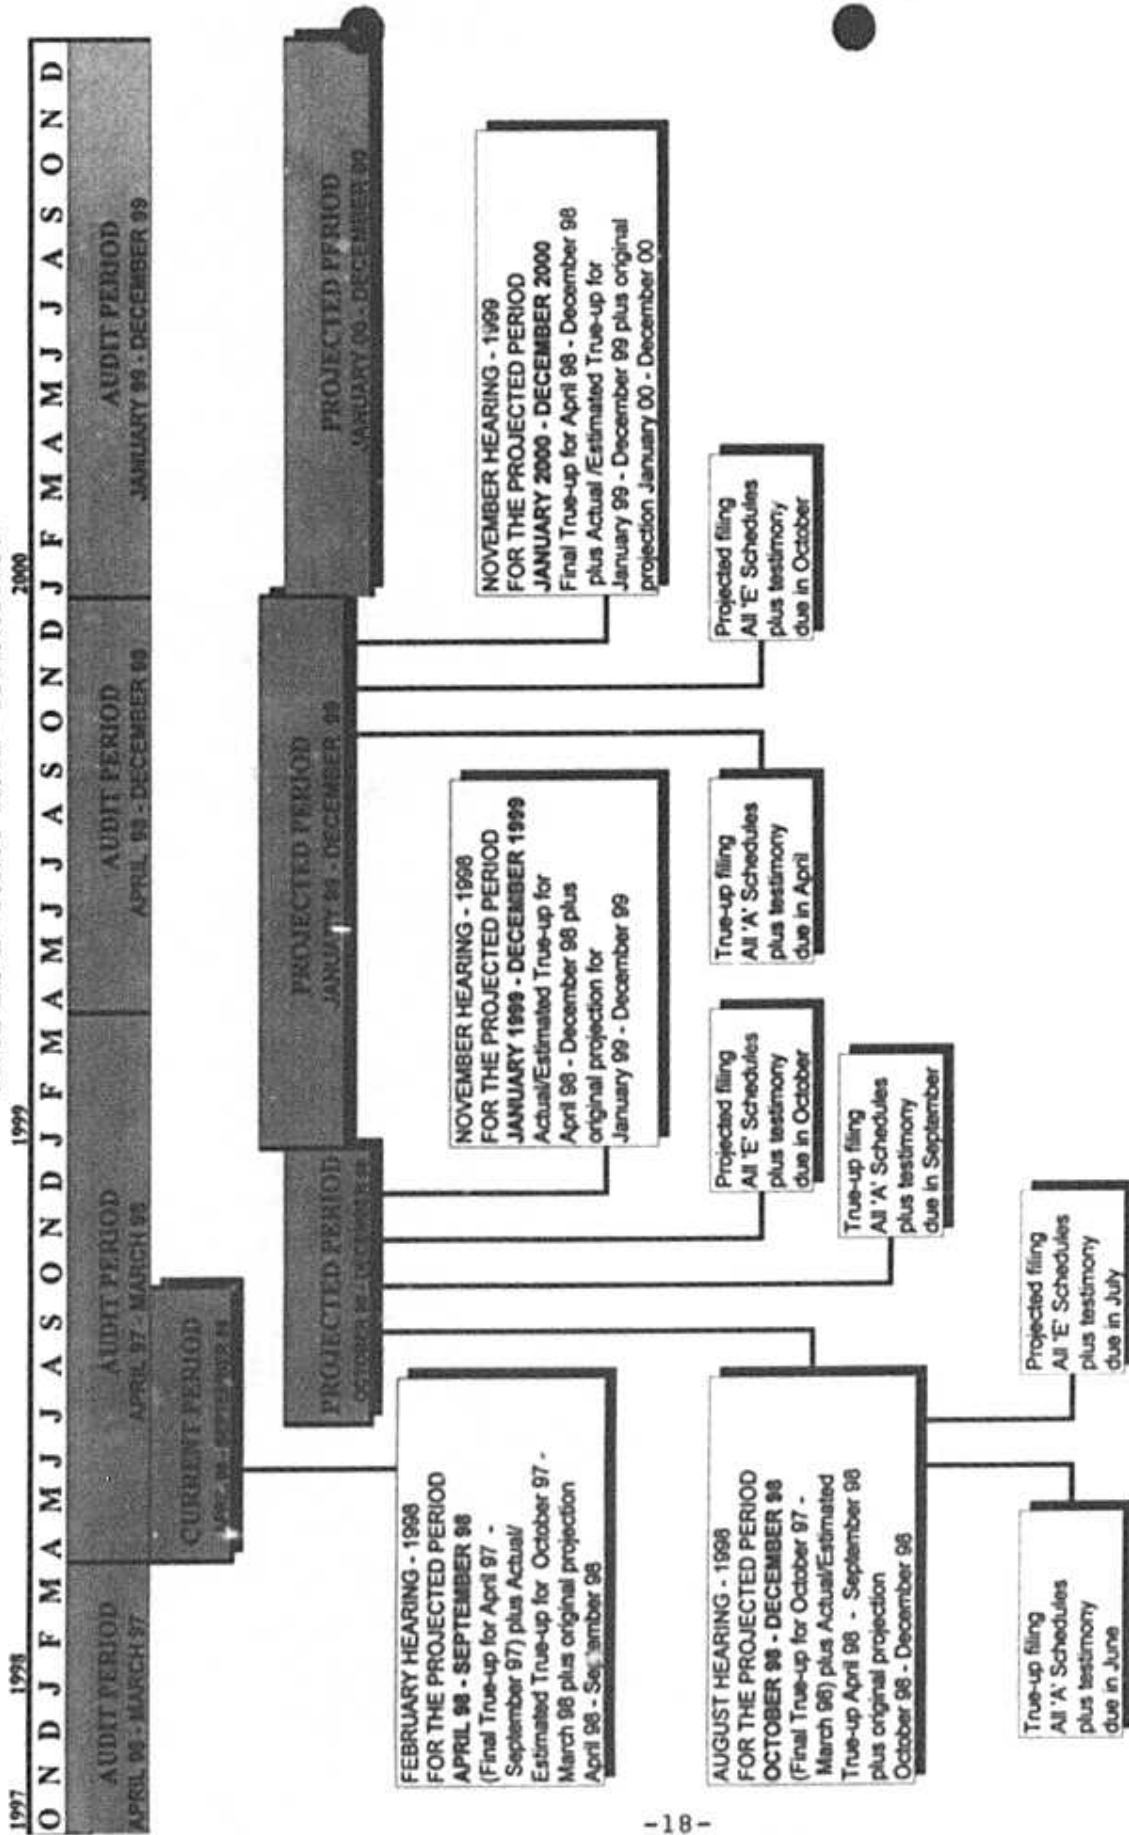 1997
1998
1999
2000
O N D J F M A M J J A S O N D J F M A M J J A S O N D J F M A M J J A S O N D
AUDIT PERIOD
APRIL 96 - MARCH 97
AUDIT PERIOD
APRIL 97 - MARCH 98
AUDIT PERIOD
APRIL 98 - DECEMBER 98
AUDIT PERIOD
JANUARY 99 - DECEMBER 99
CURRENT PERIOD
APRIL 98 - SEPTEMBER 98
PROJECTED PERIOD
OCTOBER 98 - DECEMBER 98
PROJECTED PERIOD
JANUARY 99 - DECEMBER 99
PROJECTED PERIOD
JANUARY 00 - DECEMBER 00
FEBRUARY HEARING - 1998
FOR THE PROJECTED PERIOD
APRIL 98 - SEPTEMBER 98
(Final True-up for April 97 -
September 97) plus Actual/
Estimated True-up for October 97 -
March 98 plus original projection
April 98 - September 98
NOVEMBER HEARING - 1998
FOR THE PROJECTED PERIOD
JANUARY 1999 - DECEMBER 1999
Actual/Estimated True-up for
April 98 - December 98 plus
original projection for
January 99 - December 99
NOVEMBER HEARING - 1999
FOR THE PROJECTED PERIOD
JANUARY 2000 - DECEMBER 2000
Final True-up for April 98 - December 98
plus Actual /Estimated True-up for
January 99 - December 99 plus original
projection January 00 - December 00
AUGUST HEARING - 1998
FOR THE PROJECTED PERIOD
OCTOBER 98 - DECEMBER 98
(Final True-up for October 97 -
March 98) plus Actual/Estimated
True-up April 98 - September 98
plus original projection
October 98 - December 98
Projected filing
All 'E' Schedules
plus testimony
due in October
True-up filing
All 'A' Schedules
plus testimony
due in April
Projected filing
All 'E' Schedules
plus testimony
due in October
True-up filing
All 'A' Schedules
plus testimony
due in September
True-up filing
All 'A' Schedules
plus testimony
due in June
Projected filing
All 'E' Schedules
plus testimony
due in July
-18-